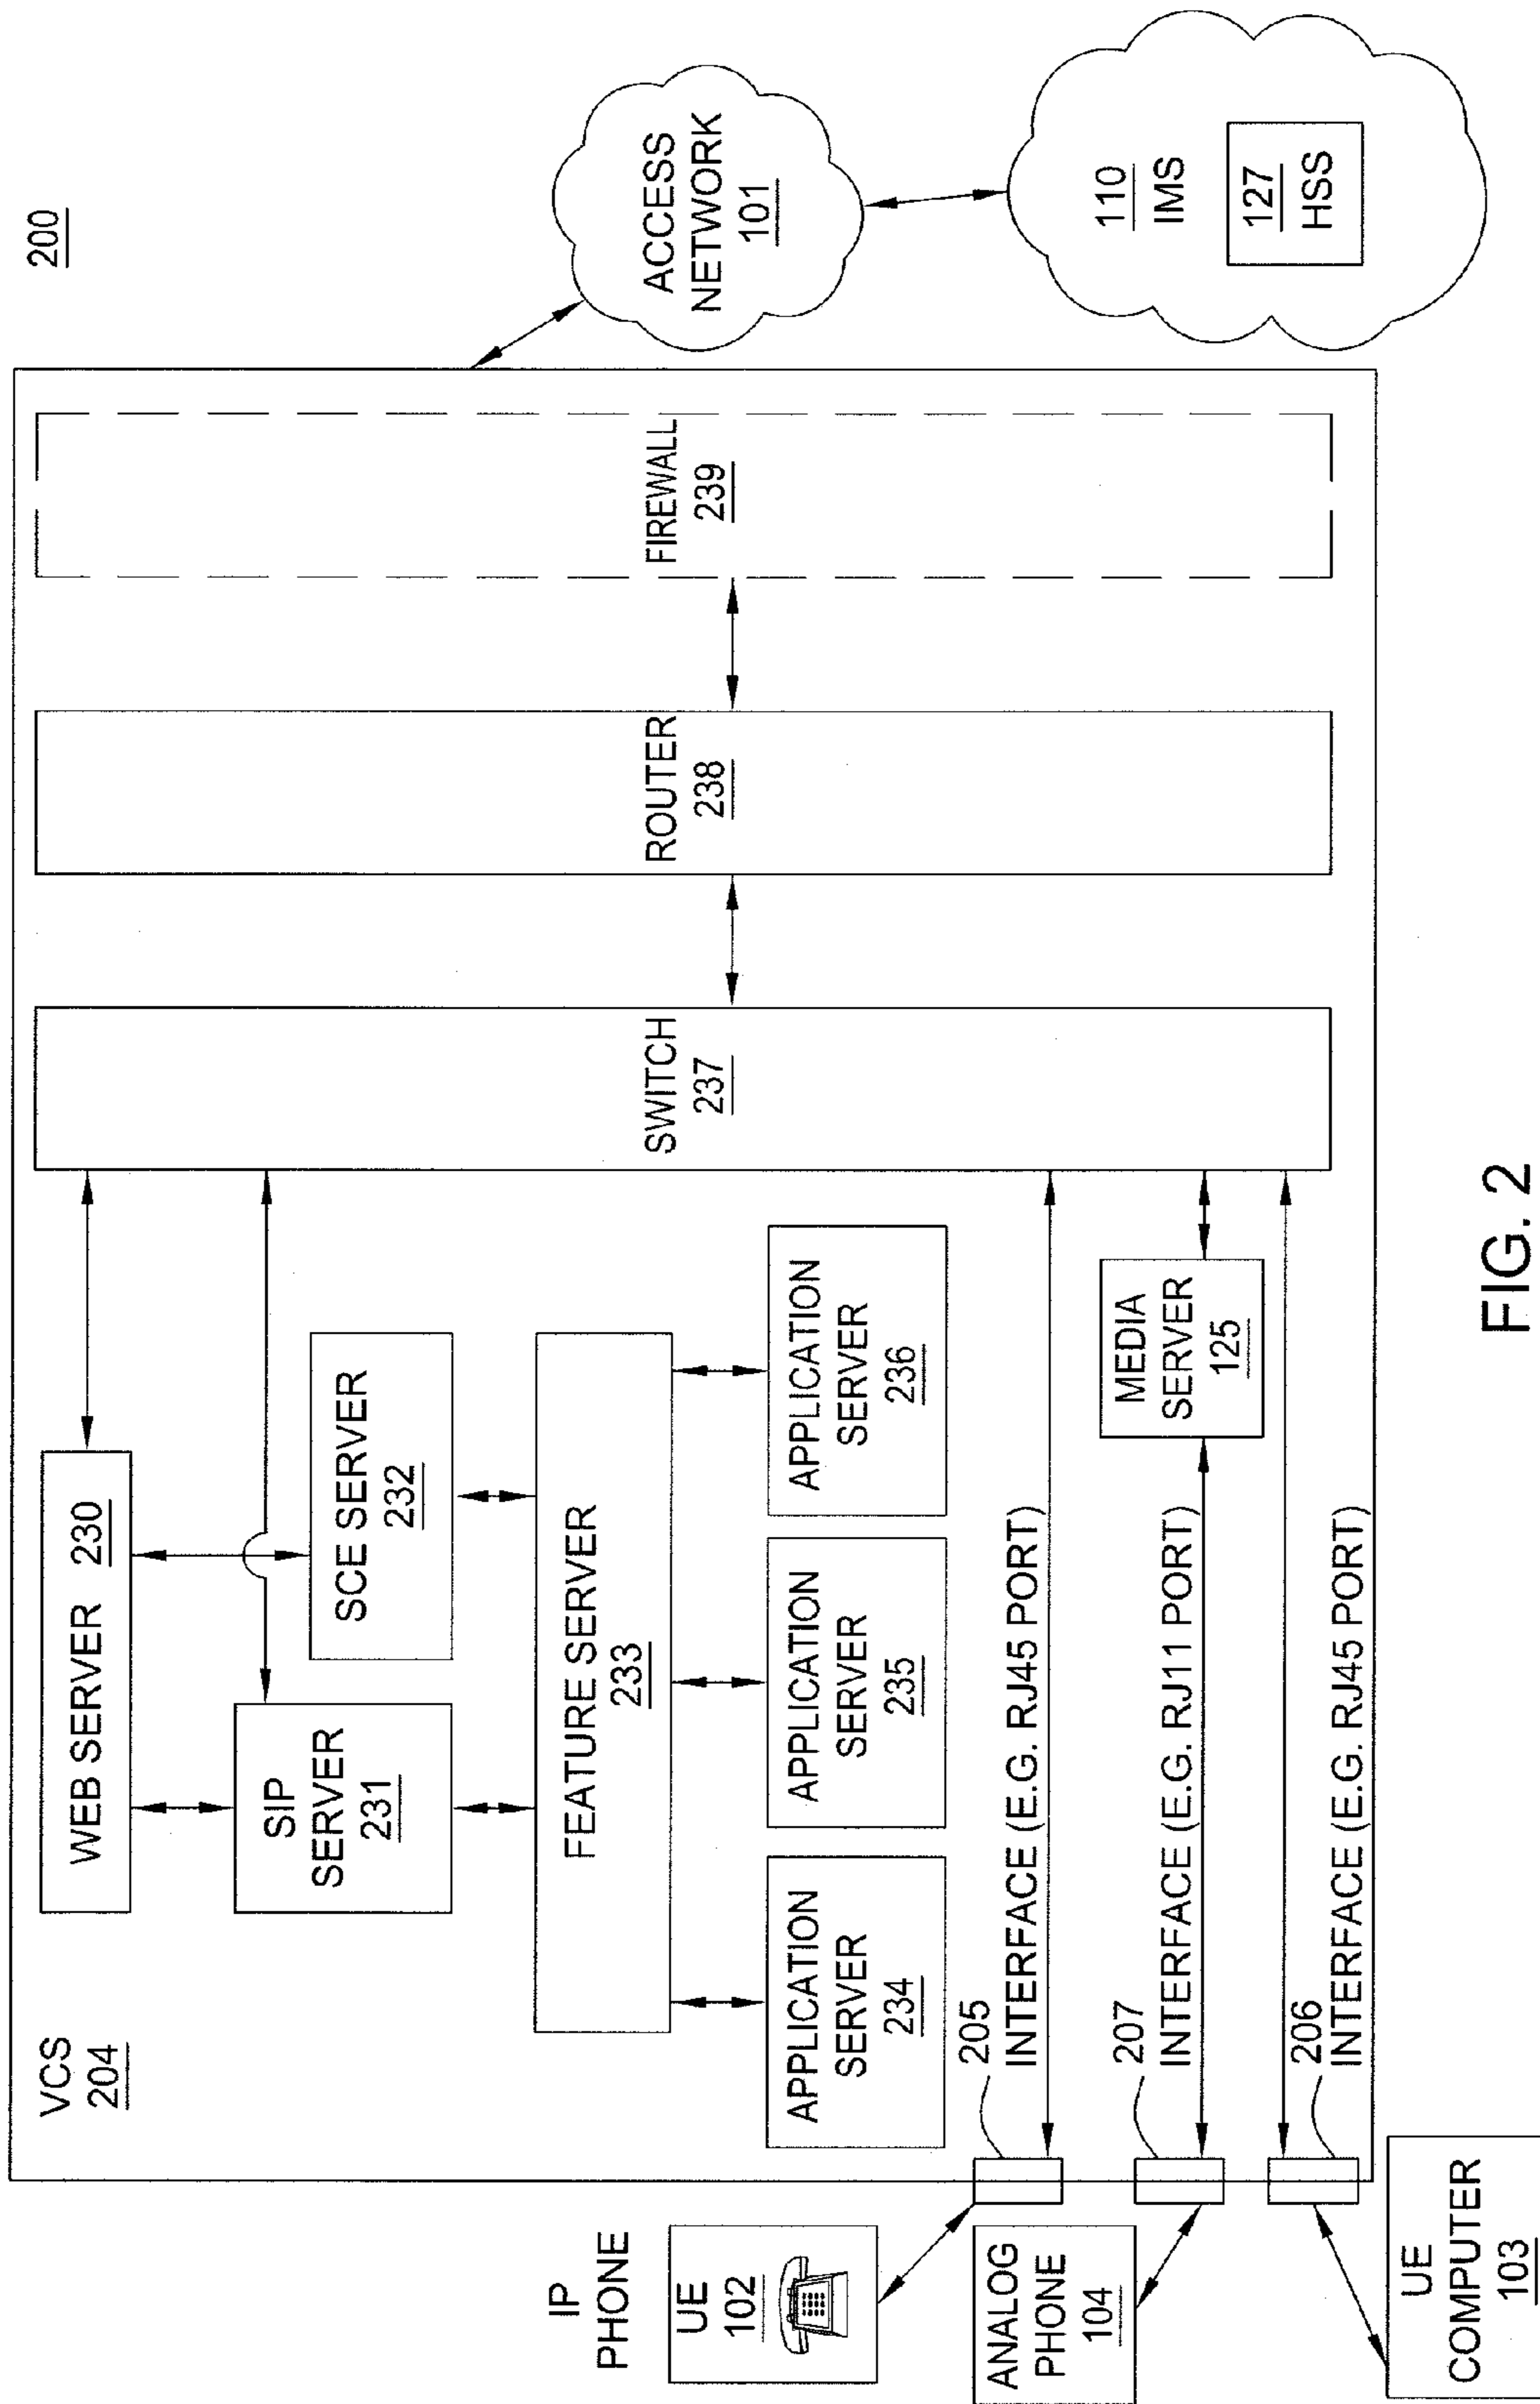 200
VCS
204
WEB SERVER 230
SIP
SERVER
231
SCE SERVER
232
FEATURE SERVER
233
APPLICATION
SERVER
234
APPLICATION
SERVER
235
APPLICATION
SERVER
236
SWITCH
237
ROUTER
238
FIREWALL
239
ACCESS
NETWORK
101
110
IMS
127
HSS
IP
PHONE
UE
102
ANALOG
PHONE
104
UE
COMPUTER
103
205
INTERFACE (E.G. RJ45 PORT)
207
INTERFACE (E.G. RJ11 PORT)
206
INTERFACE (E.G. RJ45 PORT)
MEDIA
SERVER
125
FIG. 2